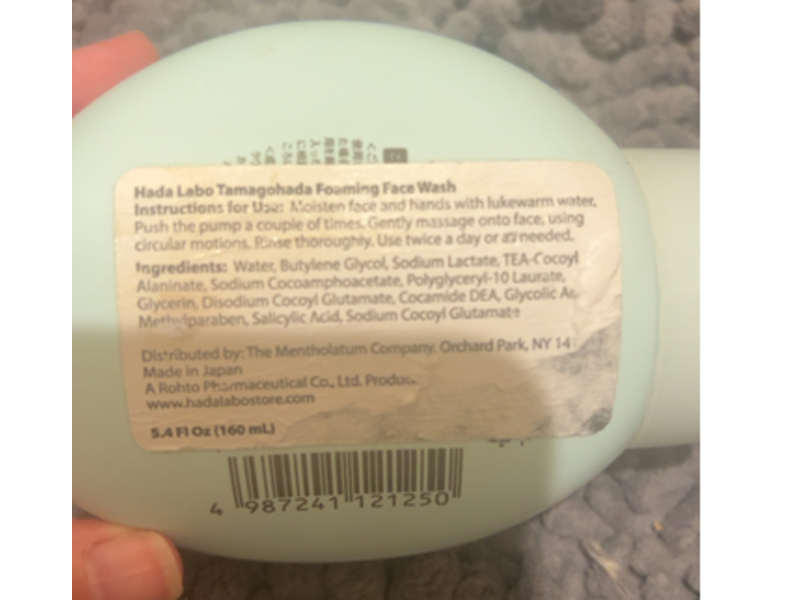 Hada Labo Tamagohada Foaming Face Wash
Instructions for Use: Moisten face and hands with lukewarm water.
Push the pump a couple of times. Gently massage onto face, using
circular motions. Rinse thoroughly. Use twice a day or as needed.
Ingredients: Water, Butylene Glycol, Sodium Lactate, TEA-Cocoyl
Alaninate, Sodium Cocoamphoacetate, Polyglyceryl-10 Laurate,
Glycerin, Disodium Cocoyl Glutamate, Cocamide DEA, Glycolic Ac
Methylparaben, Salicylic Acid, Sodium Cocoyl Glutamate
Distributed by: The Mentholatum Company. Orchard Park, NY 14
Made in Japan
A Rohto Pharmaceutical Co., Ltd. Produc
www.hadalabostore.com
5.4 Fl Oz (160 mL)
4 987241 121250